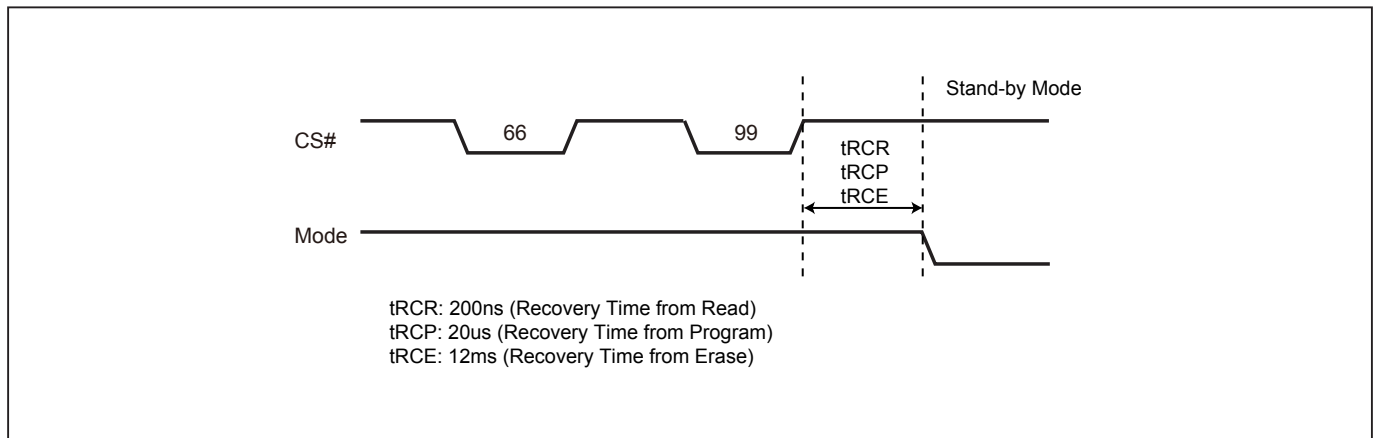 Stand-by Mode
CS#
66
99
tRCR
tRCP
tRCE
Mode
tRCR: 200ns (Recovery Time from Read)
tRCP: 20us (Recovery Time from Program)
tRCE: 12ms (Recovery Time from Erase)